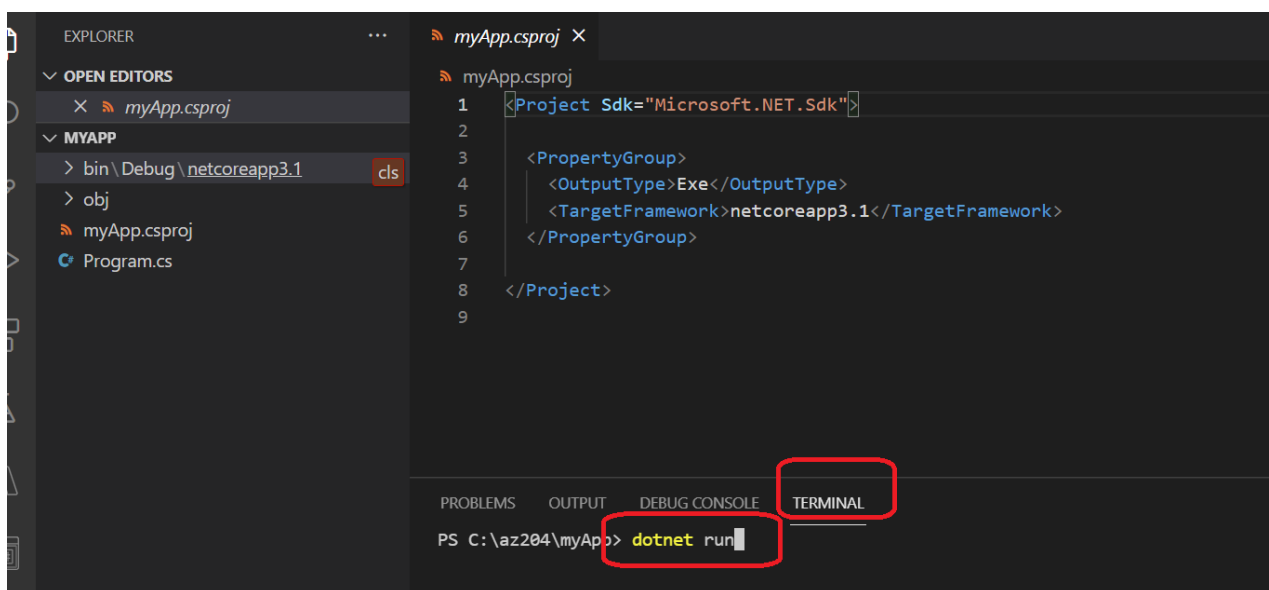 EXPLORER
OPEN EDITORS
myApp.csproj
MYAPP
bin\Debug\netcoreapp3.1
cls
obj
myApp.csproj
Program.cs
myApp.csproj
myApp.csproj
1 <Project Sdk="Microsoft.NET.Sdk">
2
3 <PropertyGroup>
4 <OutputType>Exe</OutputType>
5 <TargetFramework>netcoreapp3.1</TargetFramework>
6 </PropertyGroup>
7
8 </Project>
9
PROBLEMS OUTPUT DEBUG CONSOLE TERMINAL
PS C:\az204\myApp> dotnet run